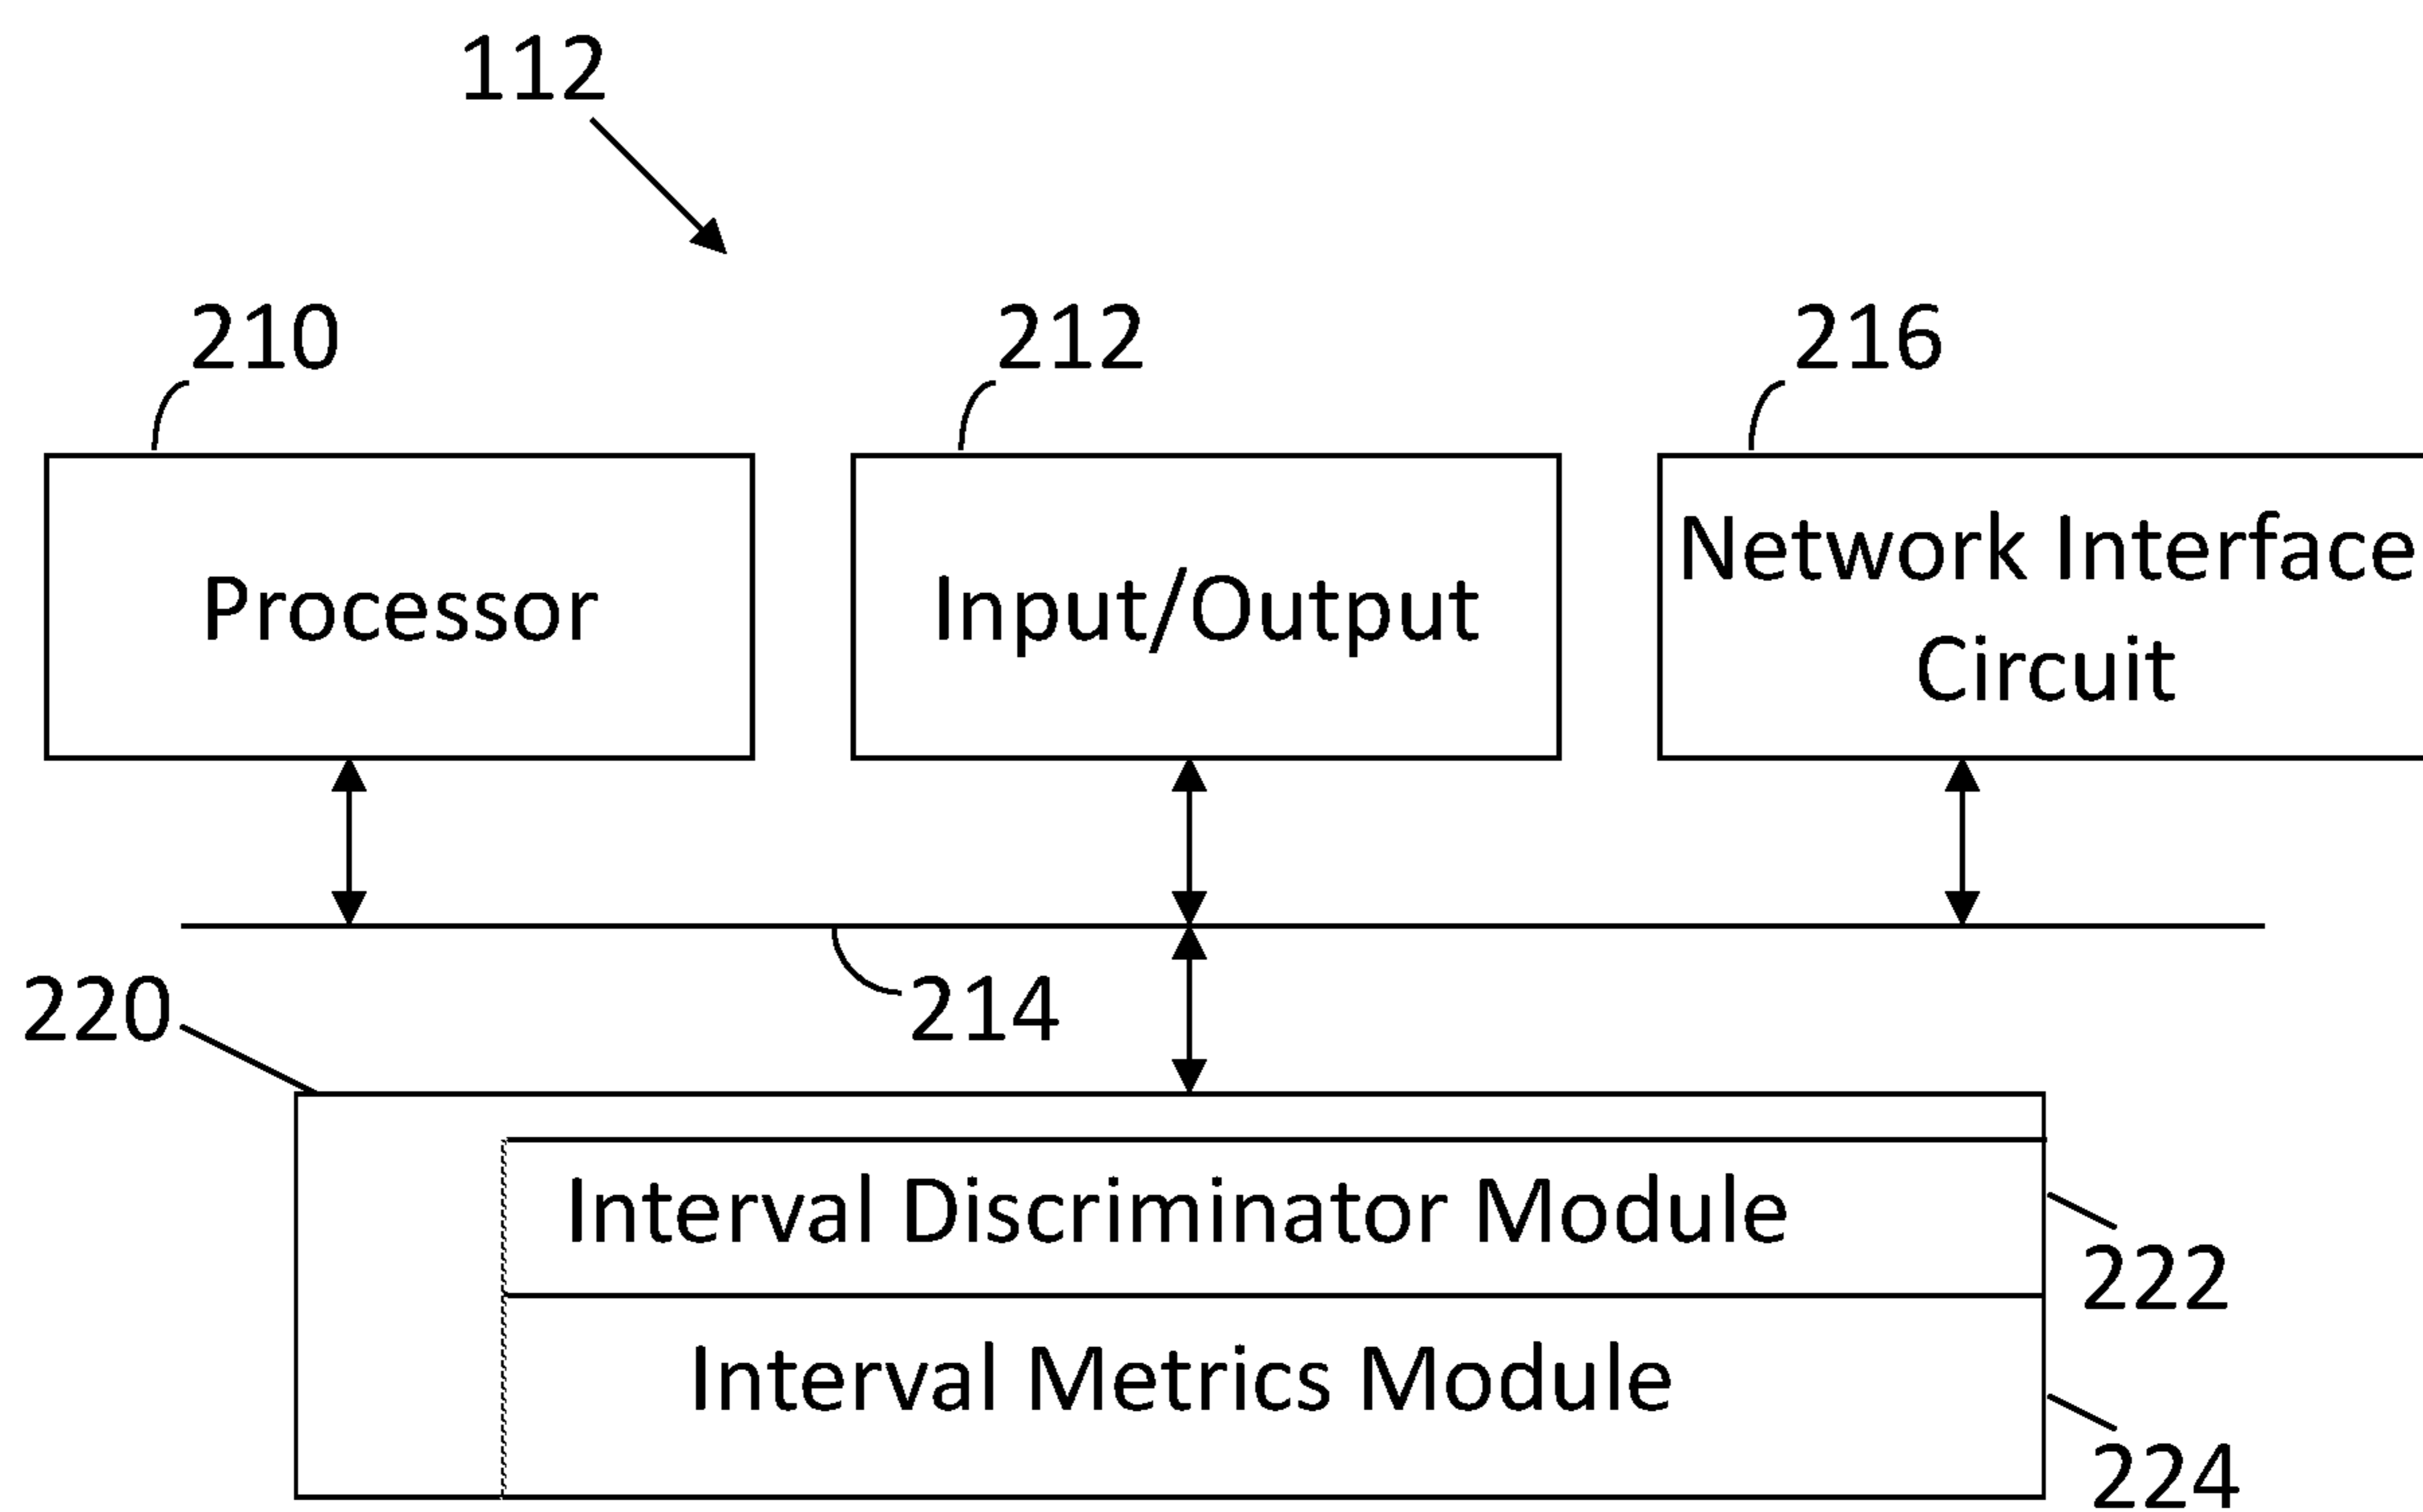 112
210
212
216
Processor
Input/Output
Network Interface
Circuit
220
214
Interval Discriminator Module
222
Interval Metrics Module
224